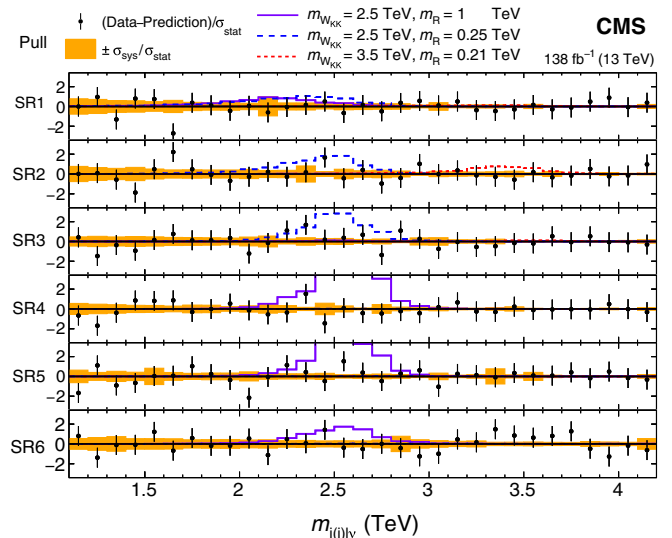 Pull
(Data–Prediction)/σstat
± σsys/σstat
mWKK = 2.5 TeV, mR = 1 TeV
mWKK = 2.5 TeV, mR = 0.25 TeV
mWKK = 3.5 TeV, mR = 0.21 TeV
CMS
138 fb⁻¹ (13 TeV)
SR1
2
0
−2
SR2
2
0
−2
SR3
2
0
−2
SR4
2
0
−2
SR5
2
0
−2
SR6
2
0
−2
1.5 2 2.5 3 3.5 4
mj(j)lν (TeV)